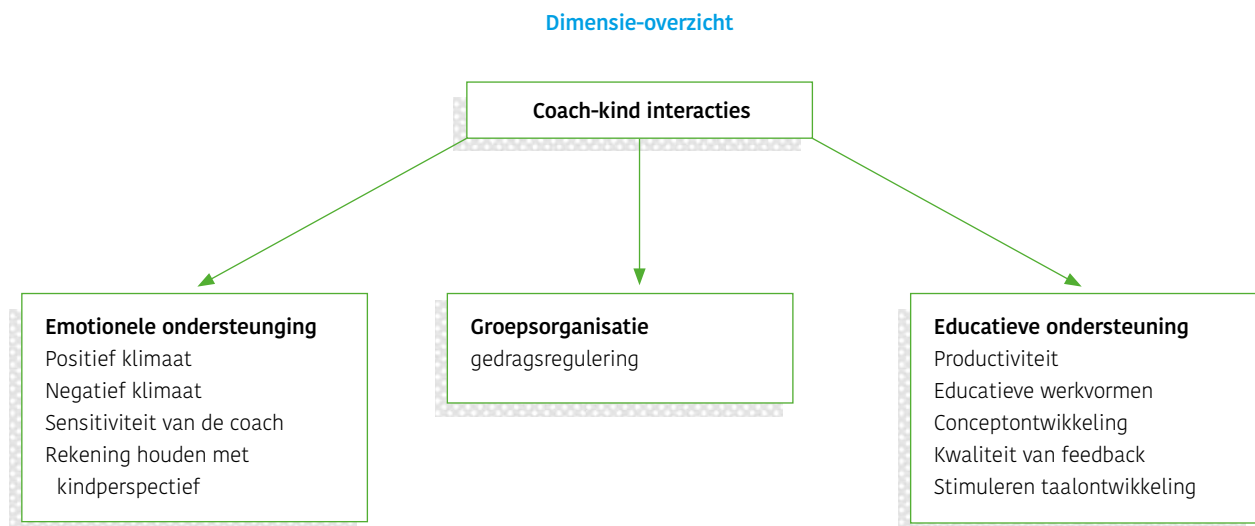 Dimensie-overzicht
Coach-kind interacties
Emotionele ondersteunging
Positief klimaat
Negatief klimaat
Sensitiviteit van de coach
Rekening houden met
kindperspectief
Groepsorganisatie
gedragsregulering
Educatieve ondersteuning
Productiviteit
Educatieve werkvormen
Conceptontwikkeling
Kwaliteit van feedback
Stimuleren taalontwikkeling